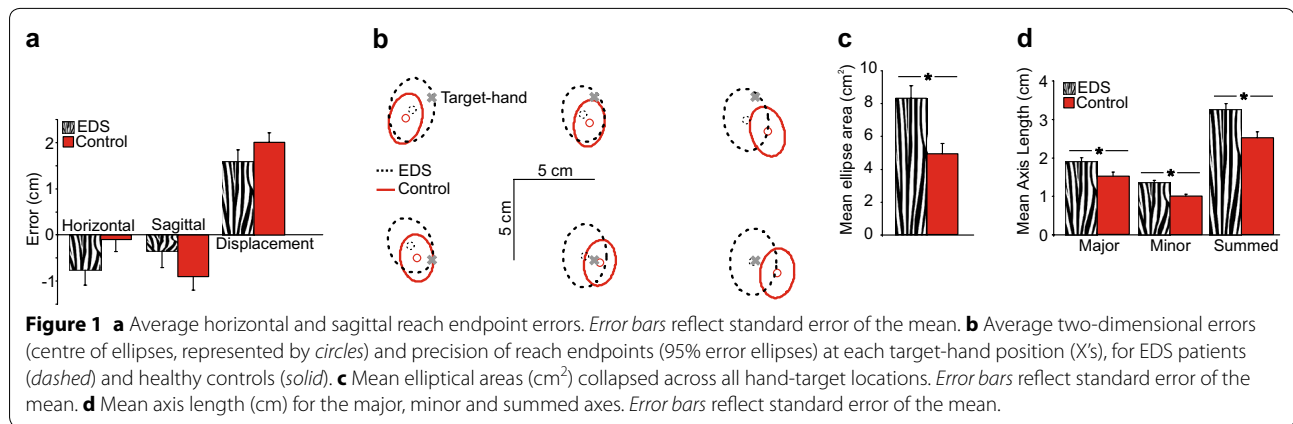 a
EDS
Control
Error (cm)
2
1
0
-1
Horizontal
Sagittal
Displacement
b
Target-hand
EDS
Control
5 cm
5 cm
c
Mean ellipse area (cm²)
10
8
6
4
2
0
*
d
EDS
Control
Mean Axis Length (cm)
4
3
2
1
0
*
*
*
Major
Minor
Summed
Figure 1 a Average horizontal and sagittal reach endpoint errors. Error bars reflect standard error of the mean. b Average two-dimensional errors
(centre of ellipses, represented by circles) and precision of reach endpoints (95% error ellipses) at each target-hand position (X's), for EDS patients
(dashed) and healthy controls (solid). c Mean elliptical areas (cm²) collapsed across all hand-target locations. Error bars reflect standard error of the
mean. d Mean axis length (cm) for the major, minor and summed axes. Error bars reflect standard error of the mean.